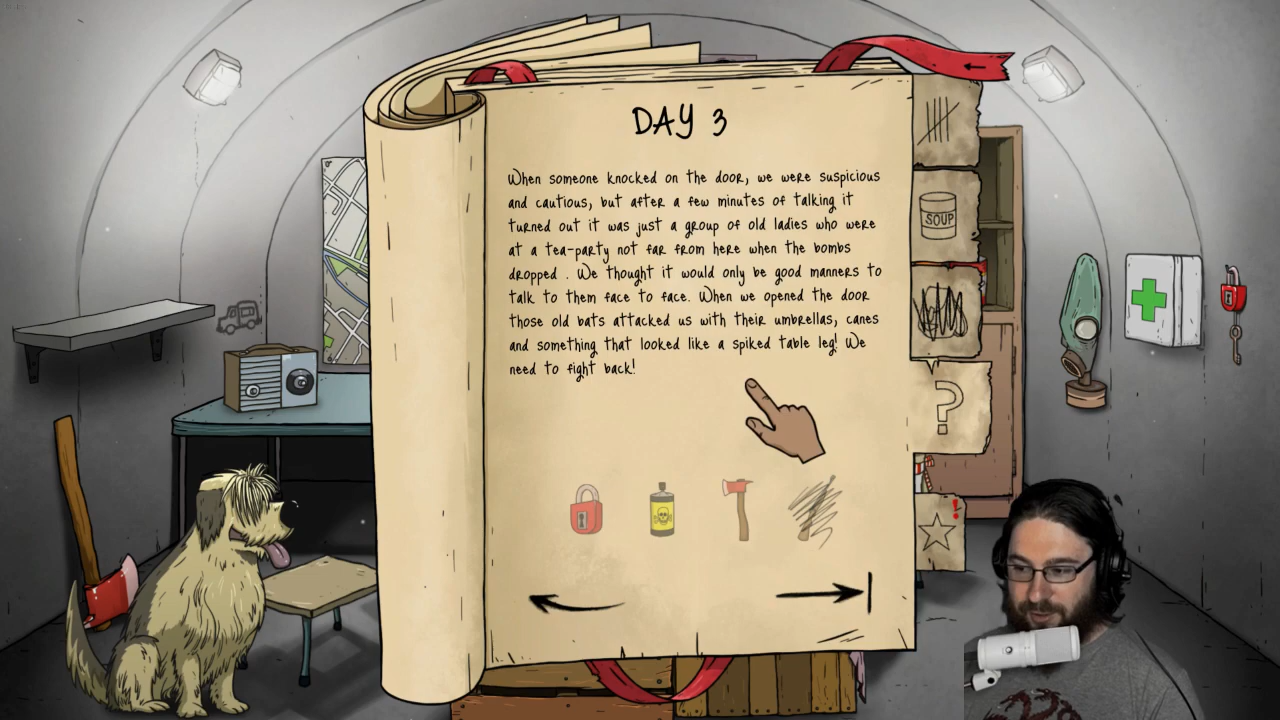 DAY 3
When someone knocked on the door, we were suspicious
and cautious, but after a few minutes of talking it
turned out it was just a group of old ladies who were
at a tea-party not far from here when the bombs
dropped . We thought it would only be good manners to
talk to them face to face. When we opened the door
those old bats attacked us with their umbrellas, canes
and something that looked like a spiked table leg! We
need to fight back!
SOUP
?
!